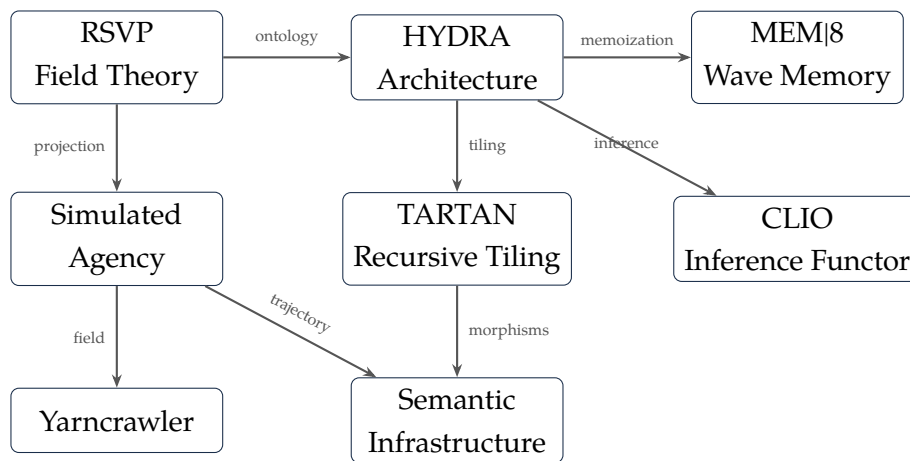 RSVP
Field Theory
ontology
HYDRA
Architecture
memoization
MEM|8
Wave Memory
projection
tiling
inference
Simulated
Agency
TARTAN
Recursive Tiling
CLIO
Inference Functor
field
trajectory
morphisms
Yarncrawler
Semantic
Infrastructure